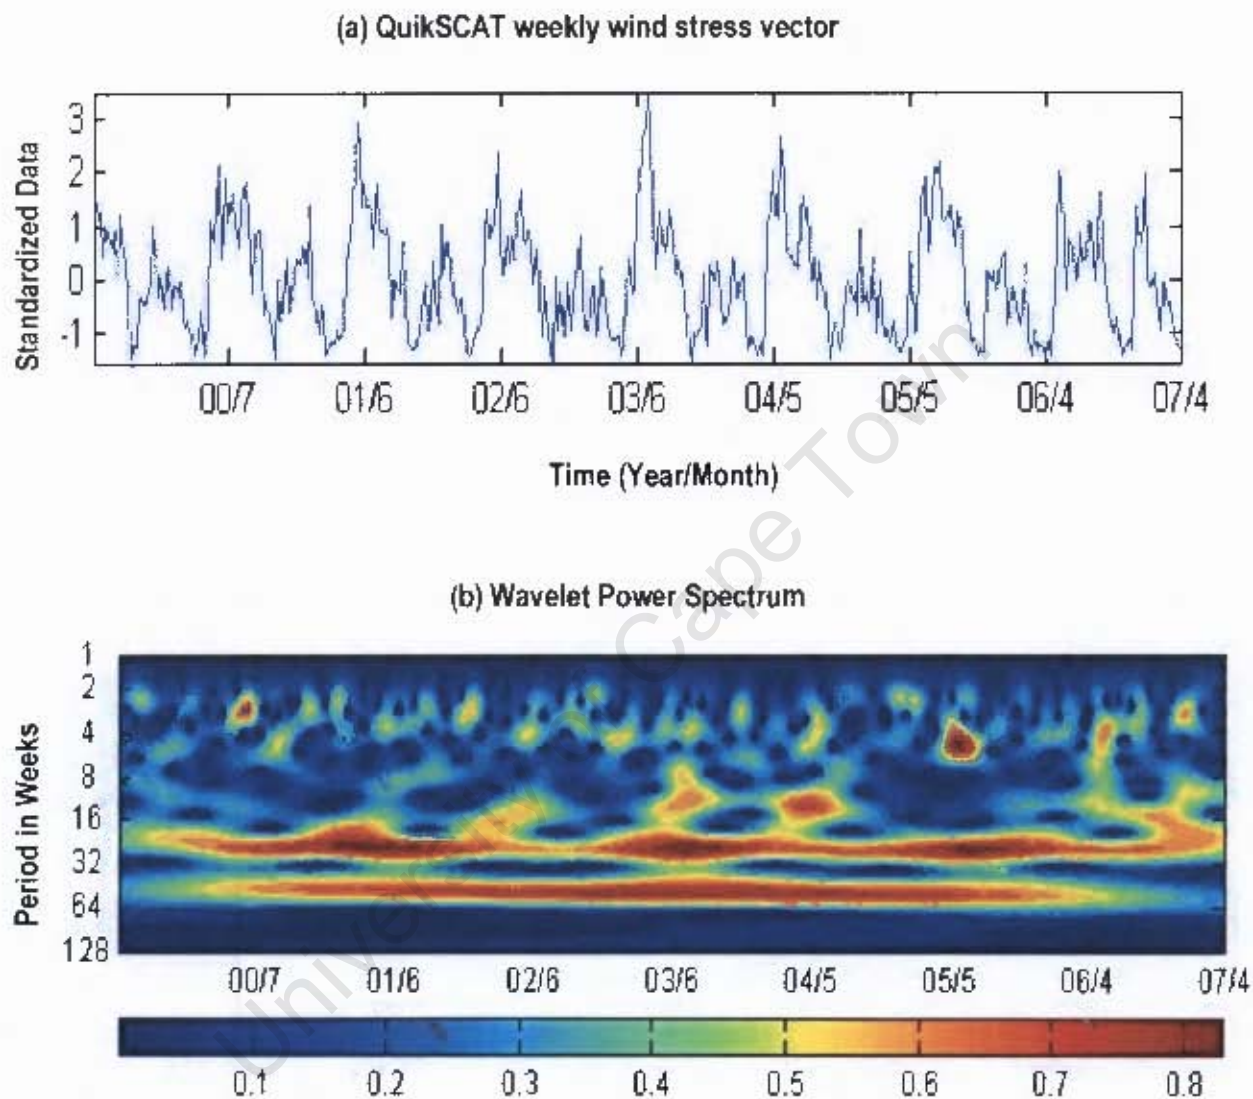 (a) QuikSCAT weekly wind stress vector
Standardized Data
3
2
1
0
-1
00/7 01/6 02/6 03/6 04/5 05/5 06/4 07/4
Time (Year/Month)
(b) Wavelet Power Spectrum
Period in Weeks
1
2
4
8
16
32
64
128
00/7 01/6 02/6 03/6 04/5 05/5 06/4 07/4
0.1 0.2 0.3 0.4 0.5 0.6 0.7 0.8
University of Cape Town